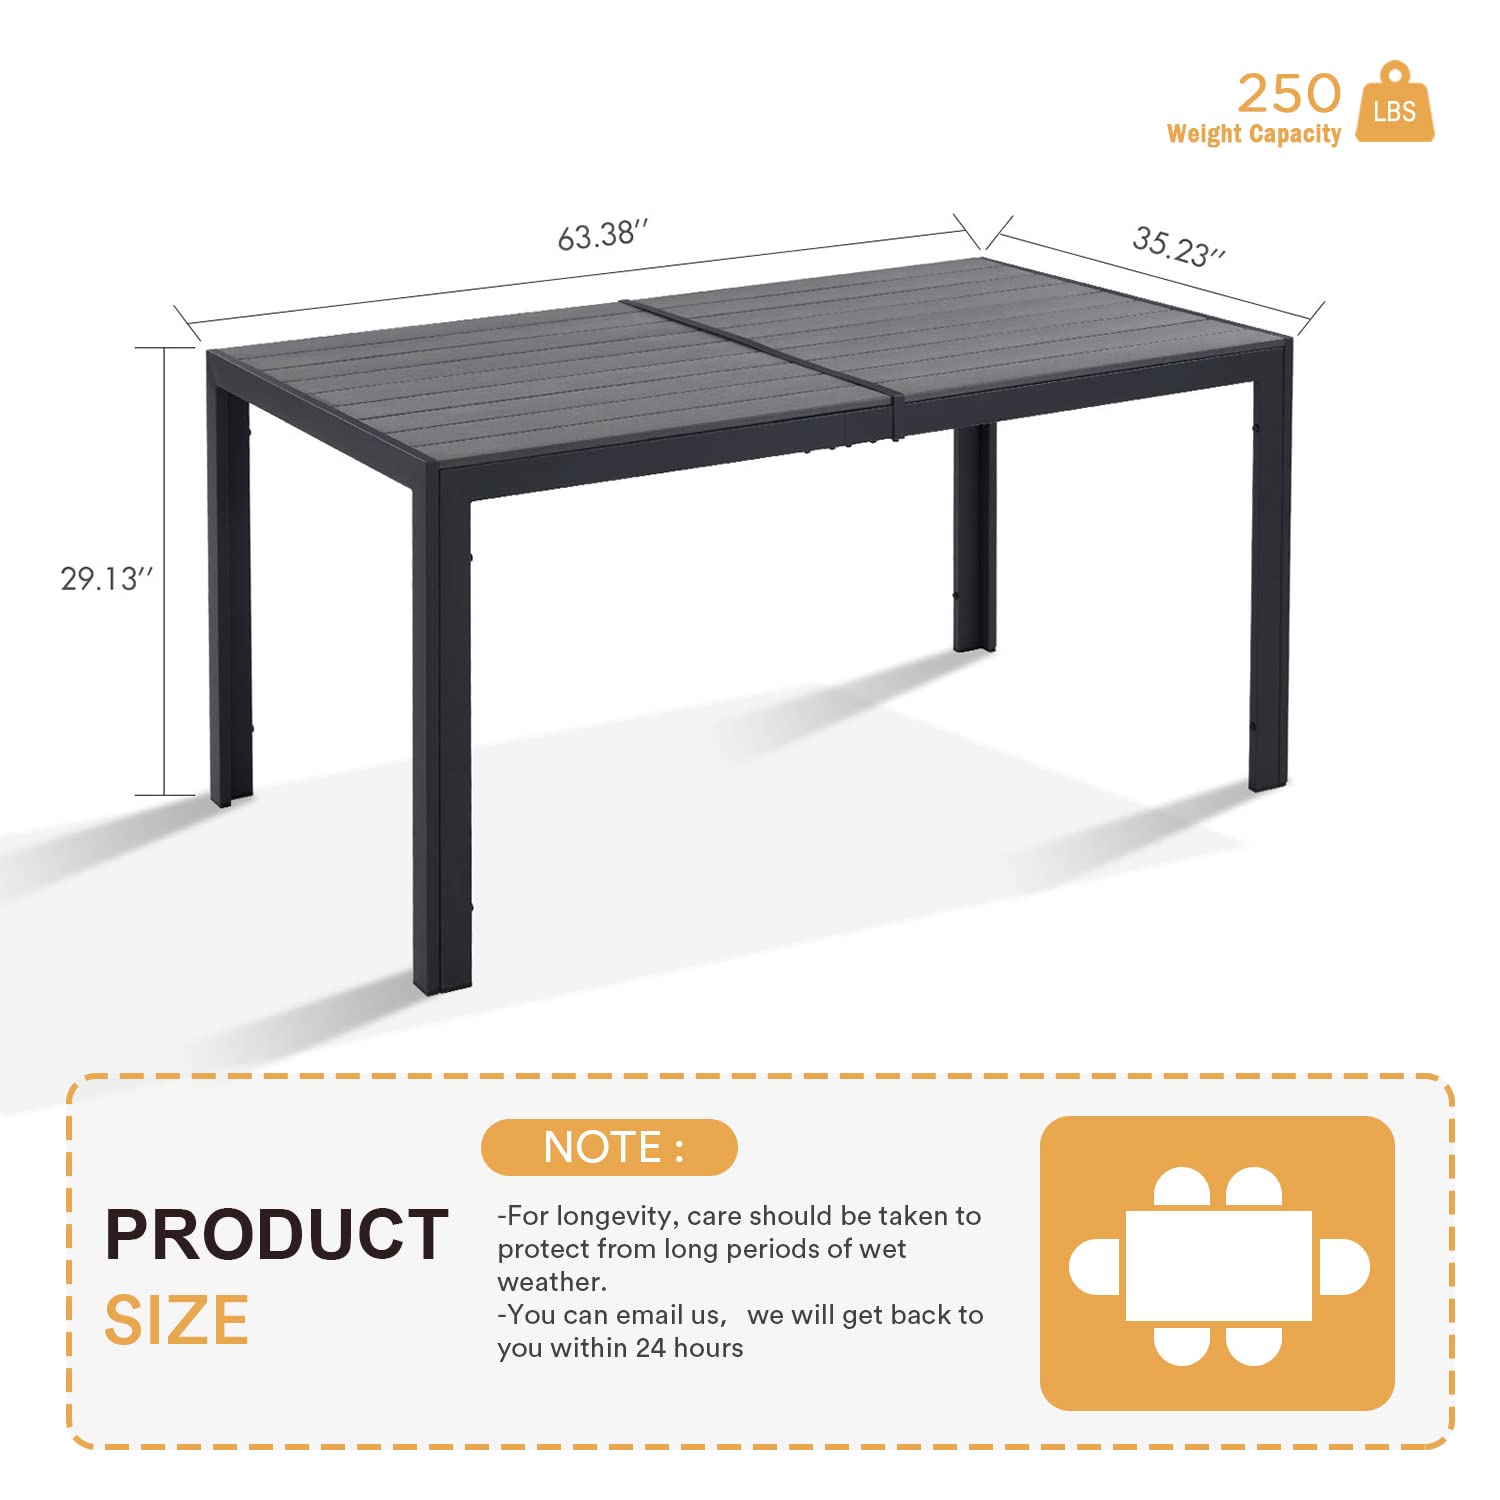 250
Weight Capacity
LBS
63.38’’
35.23’’
29.13’’
NOTE :
PRODUCT
SIZE
-For longevity, care should be taken to
protect from long periods of wet
weather.
-You can email us, we will get back to
you within 24 hours